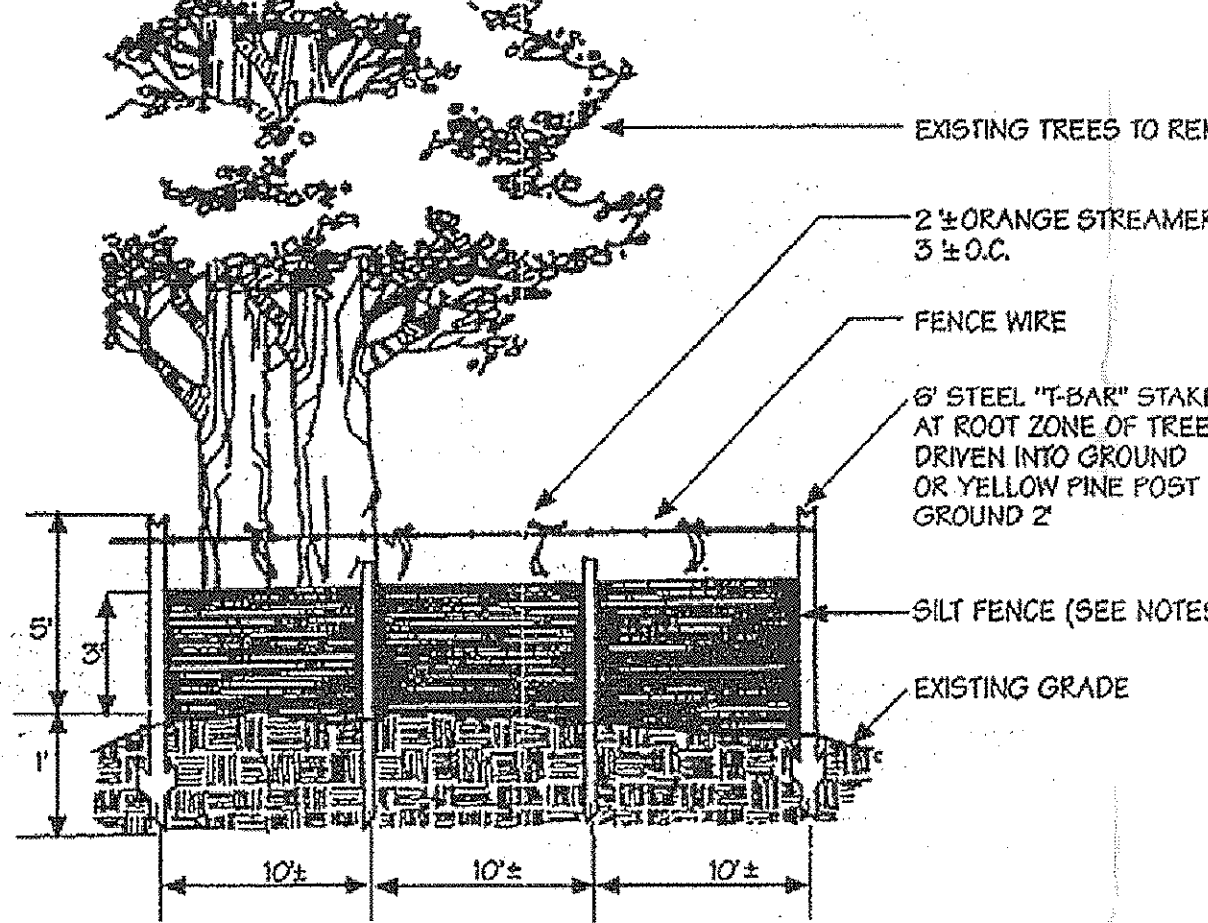 EXISTING TREES TO REM
2'± ORANGE STREAMER
3'± O.C.
FENCE WIRE
6' STEEL "T-BAR" STAKE
AT ROOT ZONE OF TREE
DRIVEN INTO GROUND
OR YELLOW PINE POST
GROUND 2'
SILT FENCE (SEE NOTES
EXISTING GRADE
5'
3'
1'
10'±
10'±
10'±